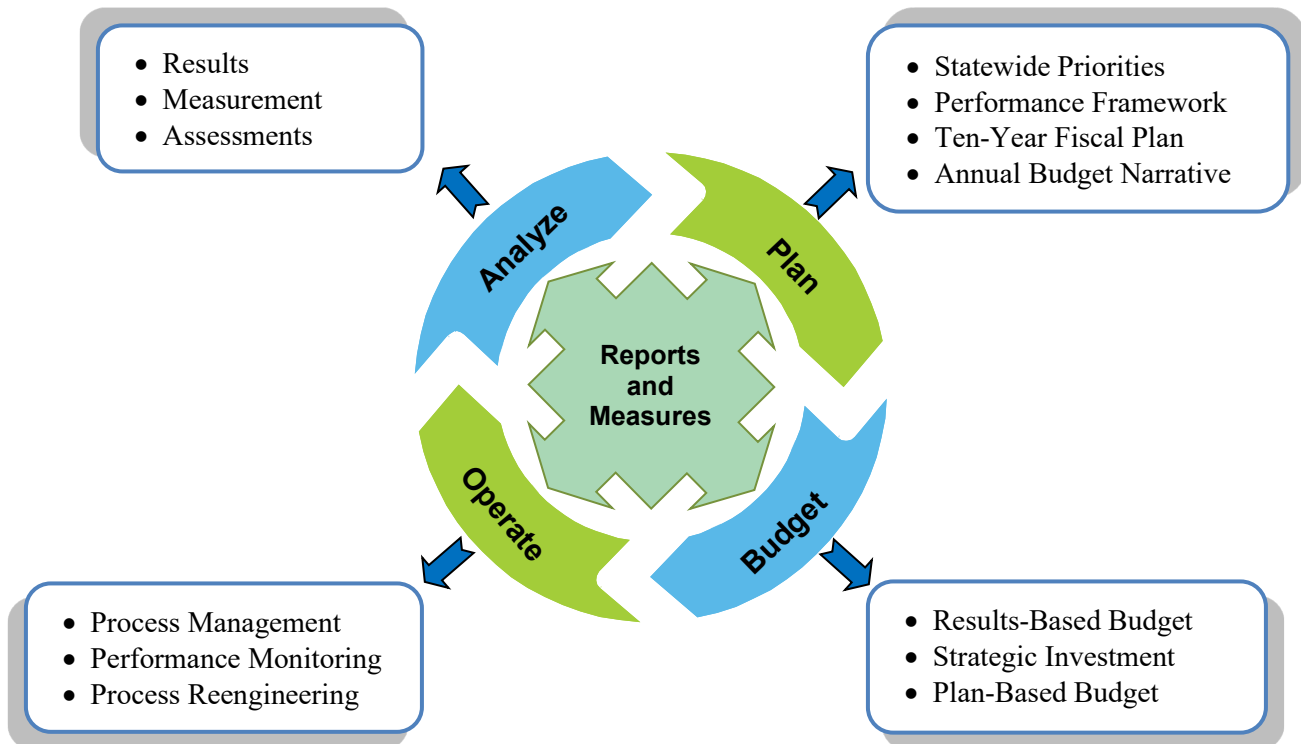 • Results
• Measurement
• Assessments
• Statewide Priorities
• Performance Framework
• Ten-Year Fiscal Plan
• Annual Budget Narrative
Analyze
Plan
Reports
and
Measures
Operate
Budget
• Process Management
• Performance Monitoring
• Process Reengineering
• Results-Based Budget
• Strategic Investment
• Plan-Based Budget